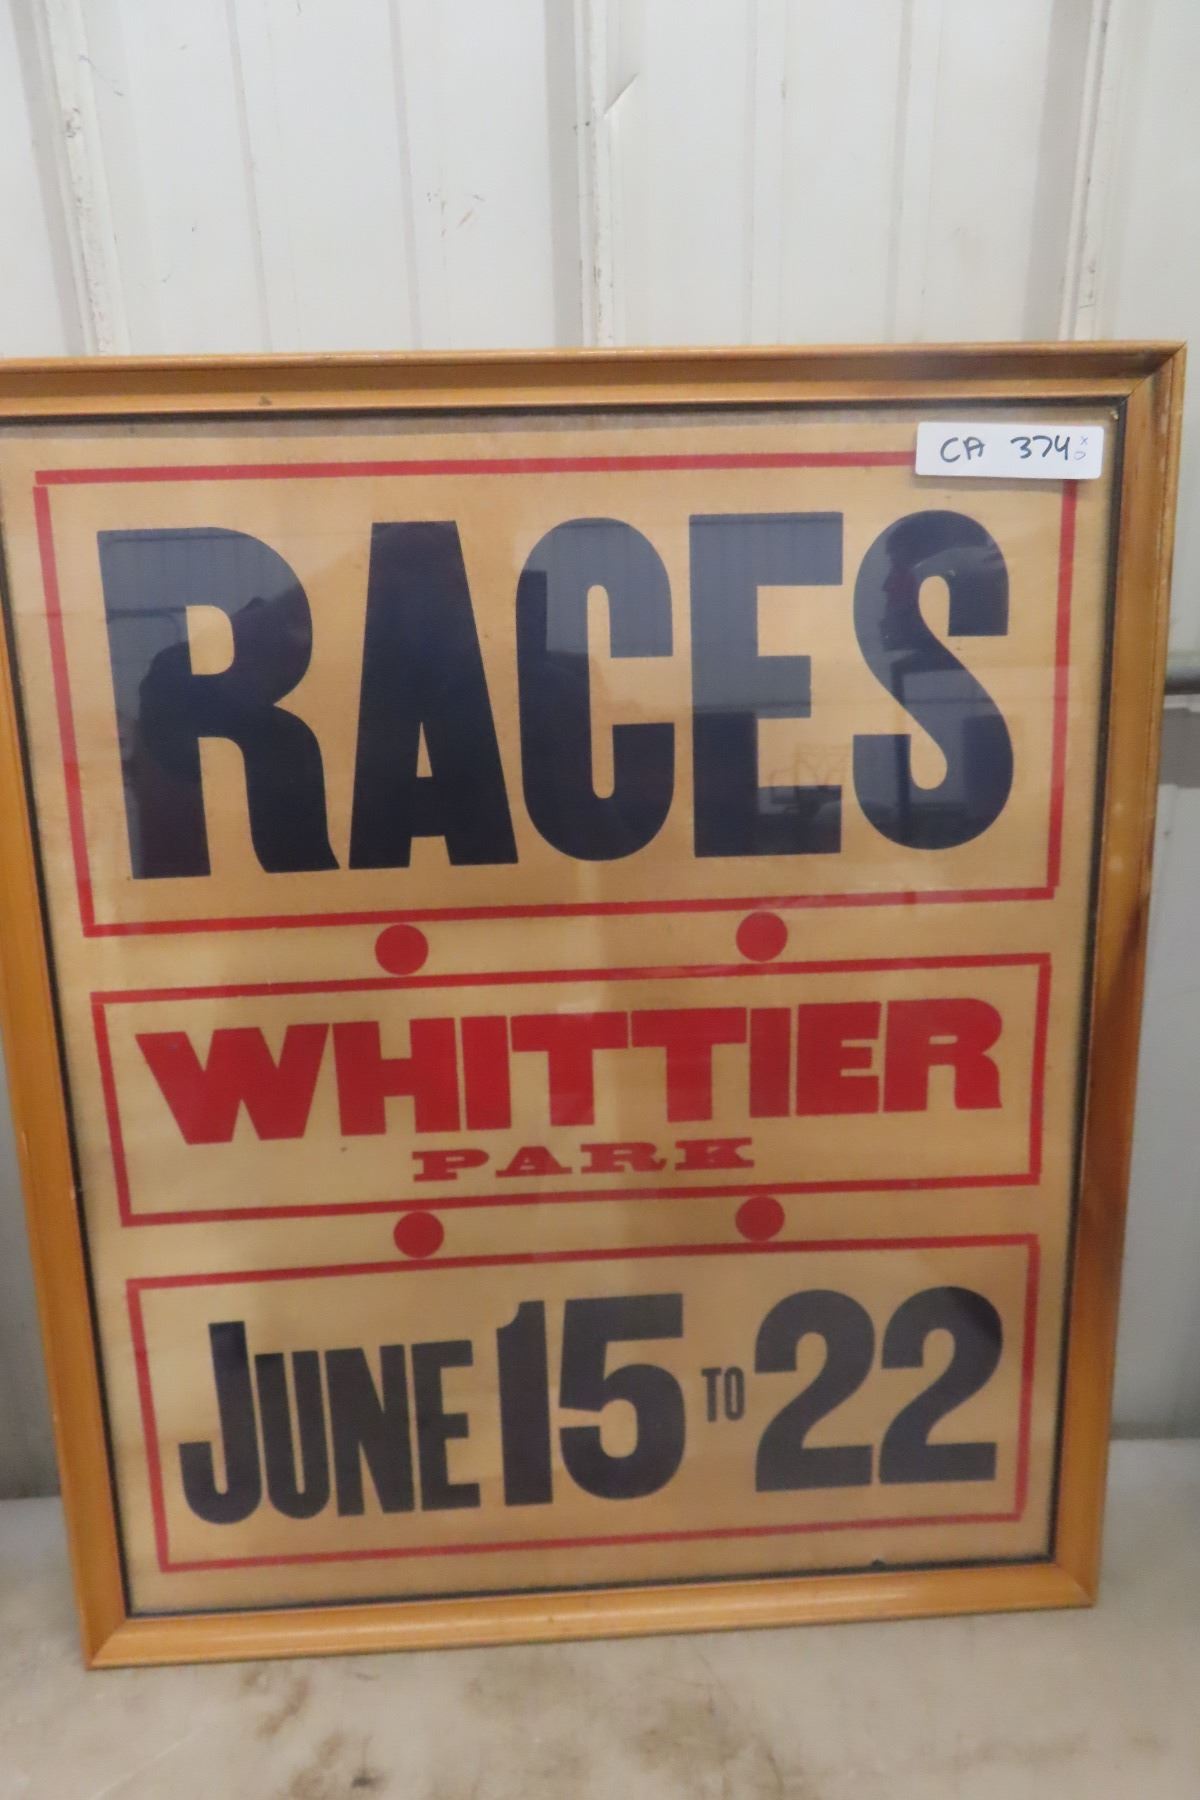 CA 374
RACES
WHITTIER
PARK
JUNE 15 TO 22